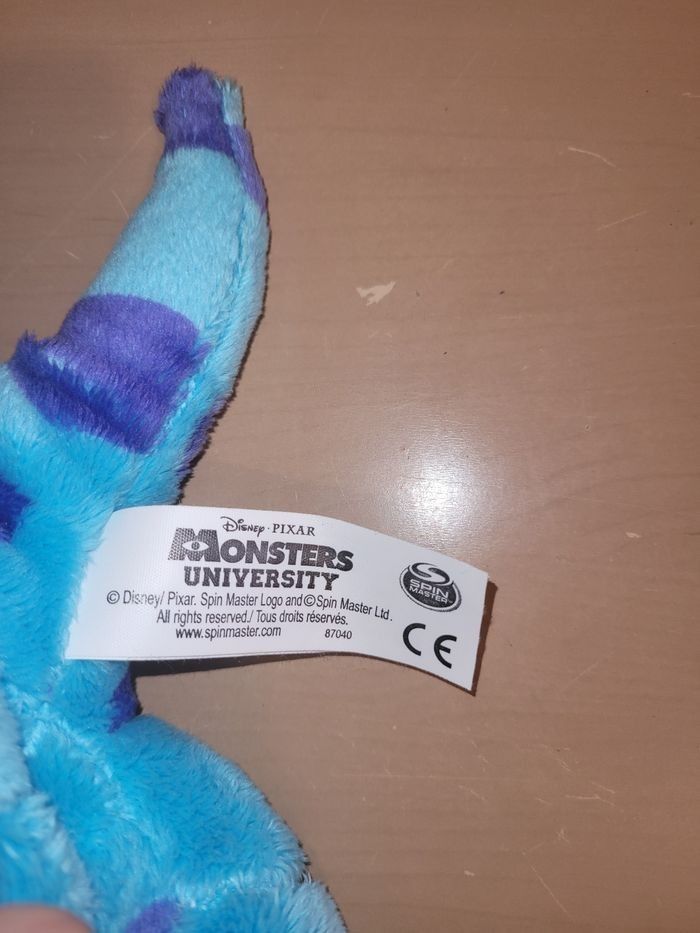 Disney · PIXAR
MONSTERS
UNIVERSITY
© Disney/ Pixar. Spin Master Logo and © Spin Master Ltd.
All rights reserved./ Tous droits réservés.
www.spinmaster.com 87040
SPIN
MASTER
CE